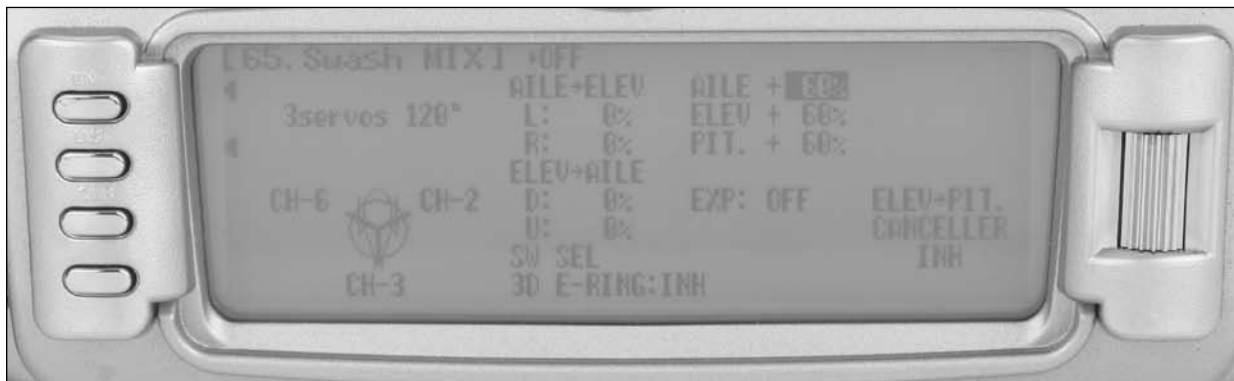 [65.Swash MIX] ›OFF
AILE→ELEV AILE + 60%
3servos 120° L: 0% ELEV + 60%
R: 0% PIT. + 60%
ELEV→AILE
CH-6 CH-2 D: 0% EXP: OFF ELEV→PIT.
U: 0% CANCELLER
SW SEL INH
CH-3 3D E-RING:INH